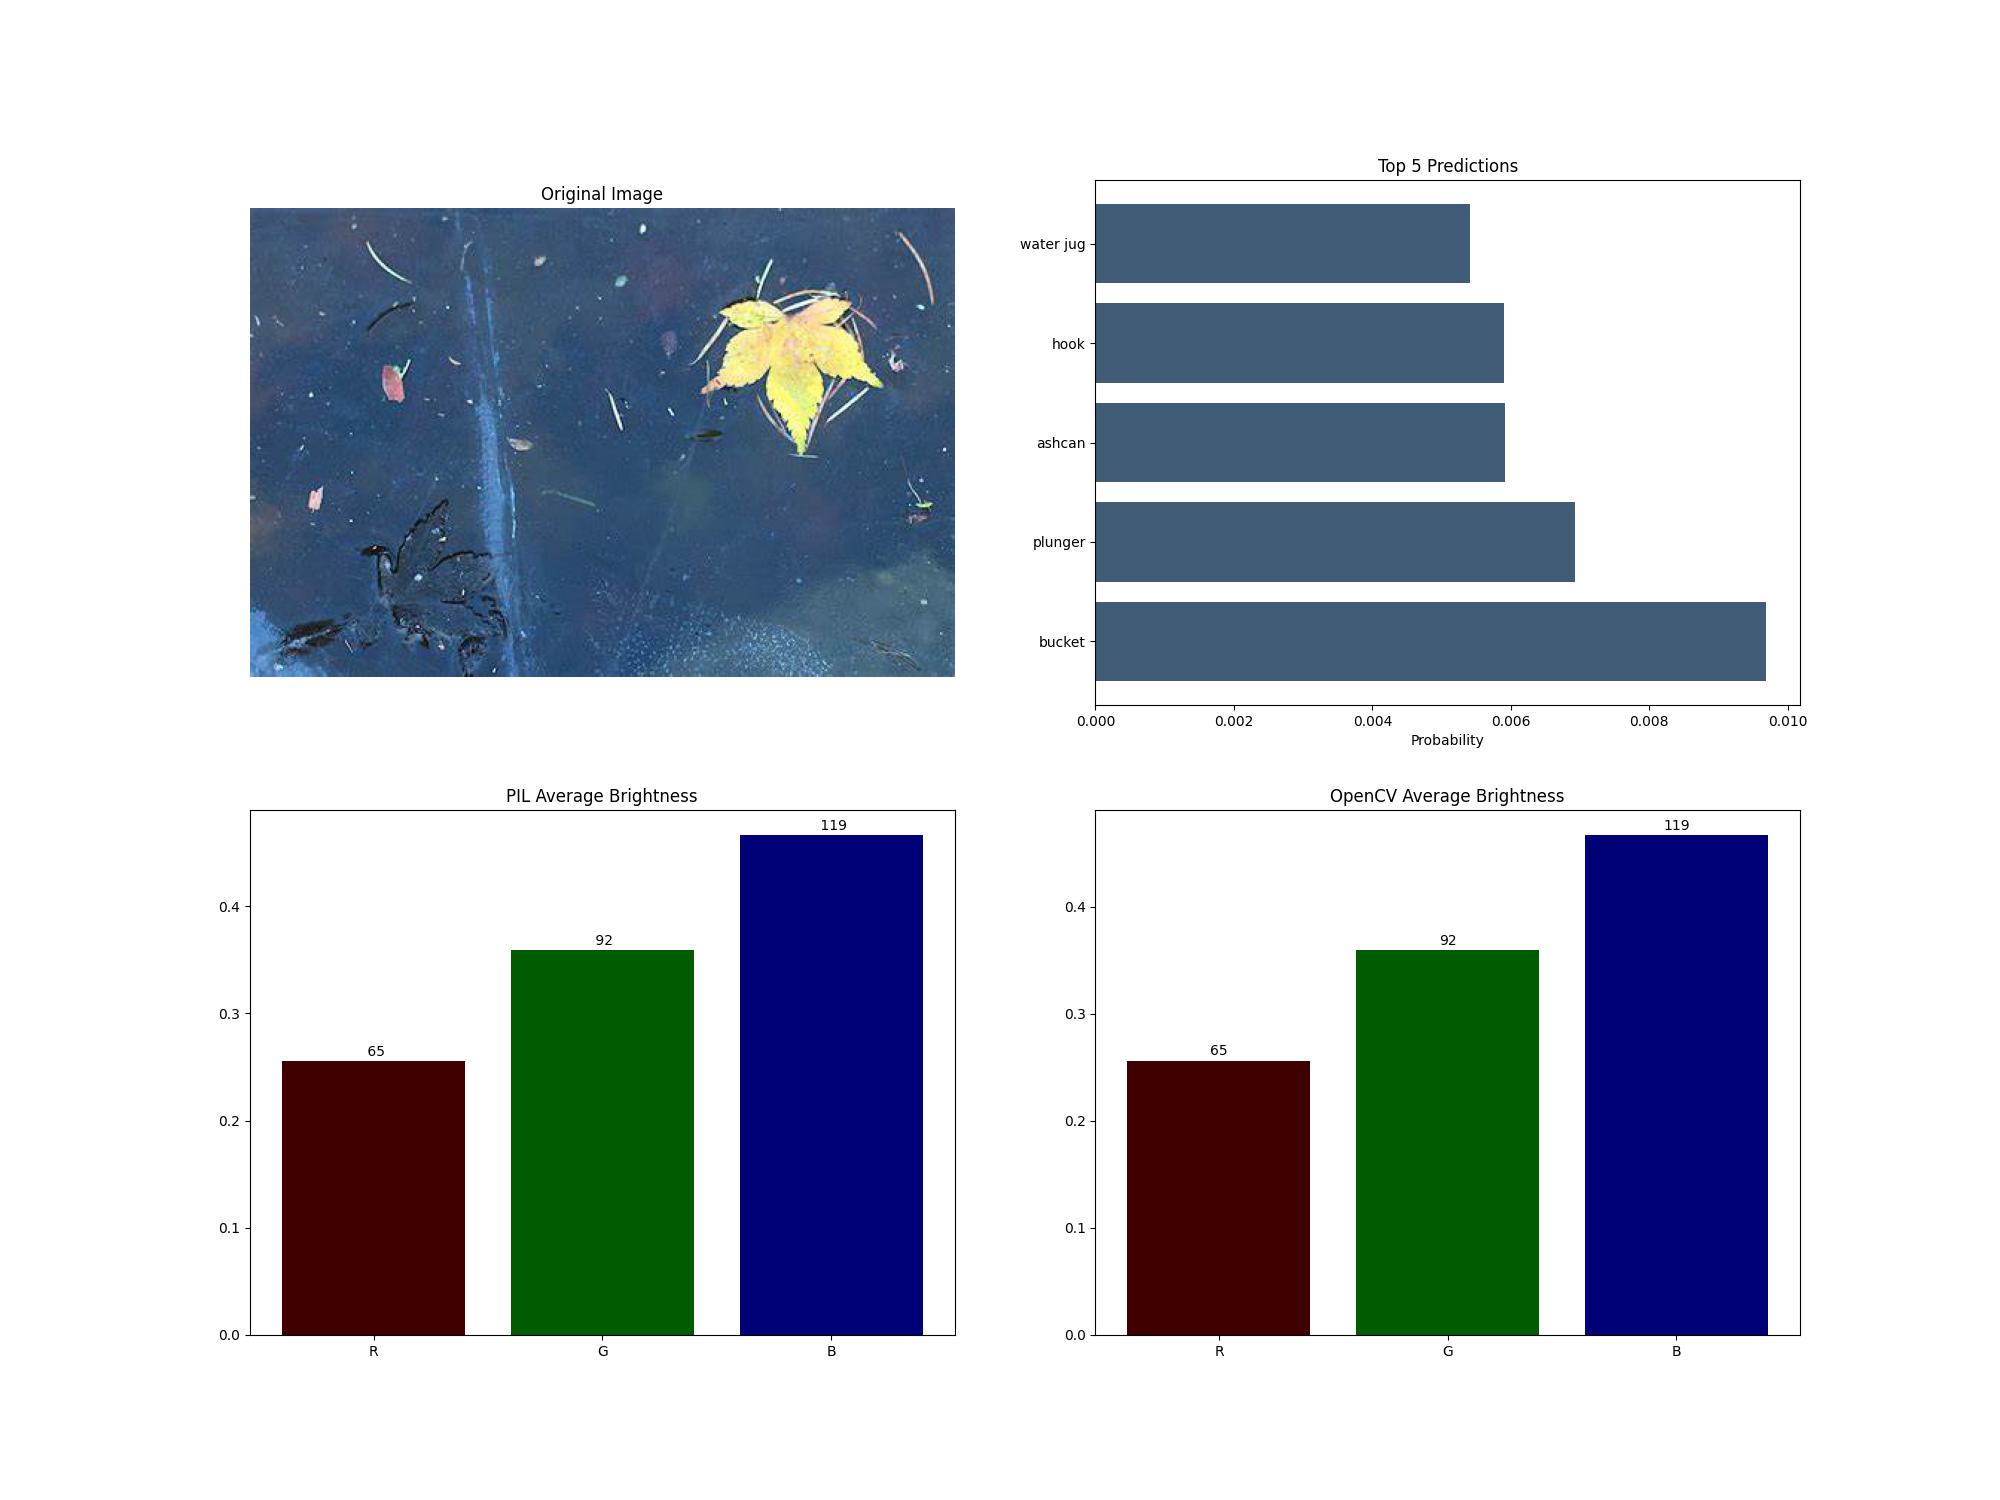 Original Image
Top 5 Predictions
water jug
hook
ashcan
plunger
bucket
0.000 0.002 0.004 0.006 0.008 0.010
Probability
PIL Average Brightness
119
92
65
0.4
0.3
0.2
0.1
0.0
R G B
OpenCV Average Brightness
119
92
65
0.4
0.3
0.2
0.1
0.0
R G B